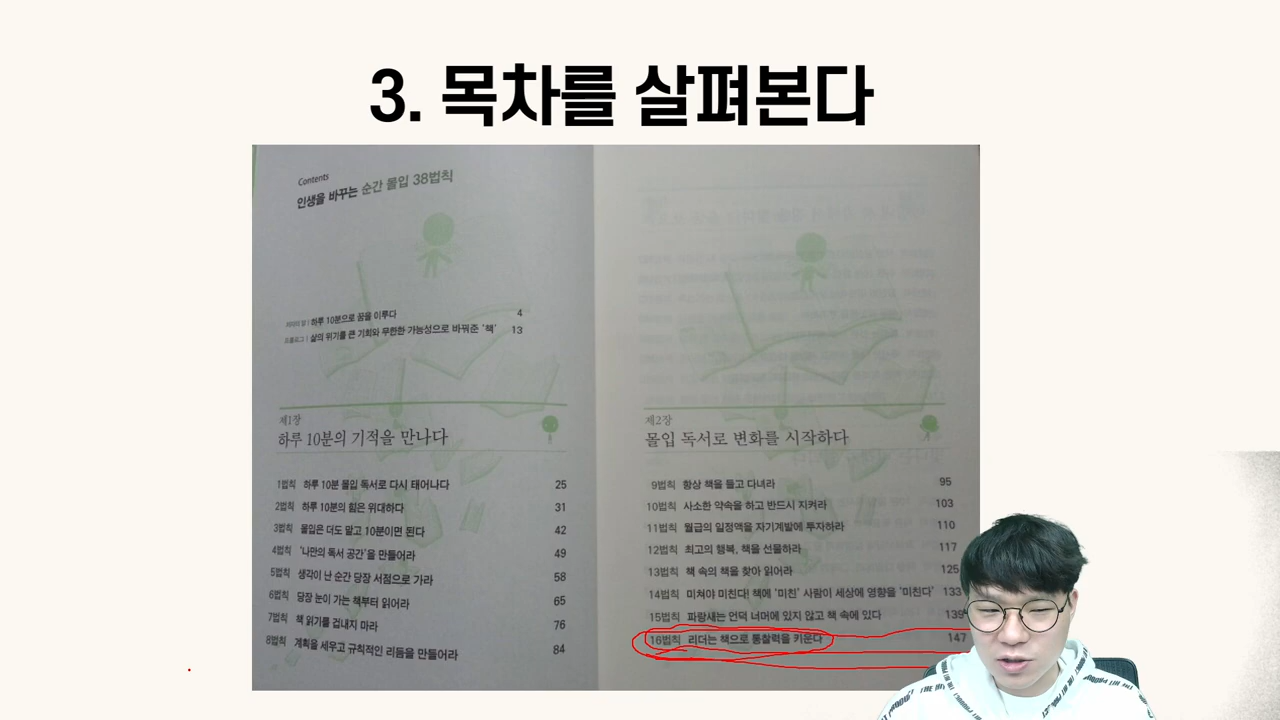 3. 목차를 살펴본다
Contents
인생을 바꾸는 순간 몰입 38법칙
저자의 말 | 하루 10분으로 꿈을 이루다 4
프롤로그 | 삶의 위기를 큰 기회와 무한한 가능성으로 바꿔준 '책' 13
제1장
하루 10분의 기적을 만나다
1법칙 하루 10분 몰입 독서로 다시 태어나다 25
2법칙 하루 10분의 힘은 위대하다 31
3법칙 몰입은 더도 말고 10분이면 된다 42
4법칙 '나만의 독서 공간'을 만들어라 49
5법칙 생각이 난 순간 당장 서점으로 가라 58
6법칙 당장 눈이 가는 책부터 읽어라 65
7법칙 책 읽기를 겁내지 마라 76
8법칙 계획을 세우고 규칙적인 리듬을 만들어라 84
제2장
몰입 독서로 변화를 시작하다
9법칙 항상 책을 들고 다녀라 95
10법칙 사소한 약속을 하고 반드시 지켜라 103
11법칙 월급의 일정액을 자기계발에 투자하라 110
12법칙 최고의 행복, 책을 선물하라 117
13법칙 책 속의 책을 찾아 읽어라 125
14법칙 미쳐야 미친다! 책에 '미친' 사람이 세상에 영향을 '미친다' 133
15법칙 파랑새는 언덕 너머에 있지 않고 책 속에 있다 139
16법칙 리더는 책으로 통찰력을 키운다 147